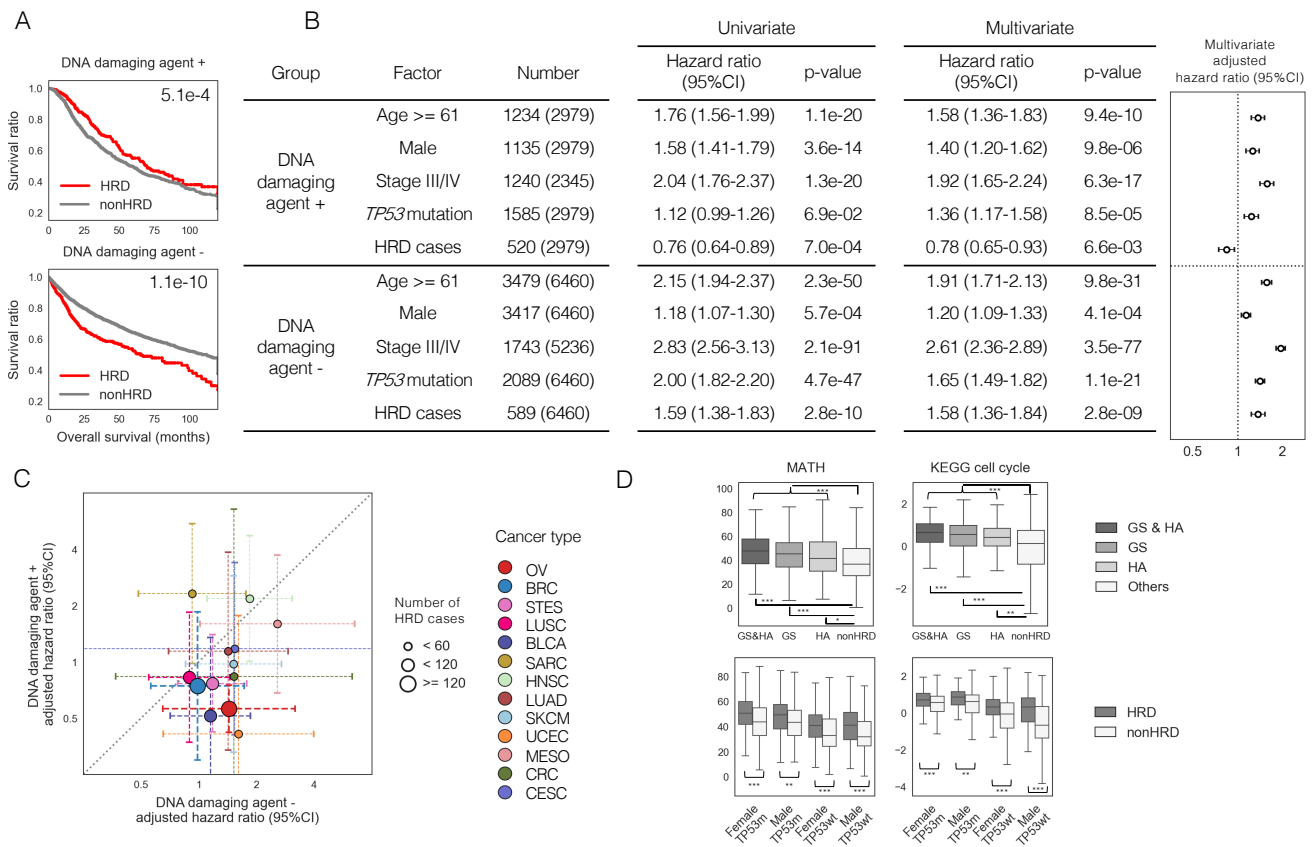 A
DNA damaging agent +
5.1e-4
Survival ratio
1.0
0.8
0.6
0.4
0.2
HRD
nonHRD
0 25 50 75 100
DNA damaging agent -
1.1e-10
Survival ratio
1.0
0.8
0.6
0.4
0.2
HRD
nonHRD
0 25 50 75 100
Overall survival (months)
B
Univariate Multivariate
Group Factor Number Hazard ratio (95%CI) p-value Hazard ratio (95%CI) p-value
DNA damaging agent +
Age >= 61 1234 (2979) 1.76 (1.56-1.99) 1.1e-20 1.58 (1.36-1.83) 9.4e-10
Male 1135 (2979) 1.58 (1.41-1.79) 3.6e-14 1.40 (1.20-1.62) 9.8e-06
Stage III/IV 1240 (2345) 2.04 (1.76-2.37) 1.3e-20 1.92 (1.65-2.24) 6.3e-17
TP53 mutation 1585 (2979) 1.12 (0.99-1.26) 6.9e-02 1.36 (1.17-1.58) 8.5e-05
HRD cases 520 (2979) 0.76 (0.64-0.89) 7.0e-04 0.78 (0.65-0.93) 6.6e-03
DNA damaging agent -
Age >= 61 3479 (6460) 2.15 (1.94-2.37) 2.3e-50 1.91 (1.71-2.13) 9.8e-31
Male 3417 (6460) 1.18 (1.07-1.30) 5.7e-04 1.20 (1.09-1.33) 4.1e-04
Stage III/IV 1743 (5236) 2.83 (2.56-3.13) 2.1e-91 2.61 (2.36-2.89) 3.5e-77
TP53 mutation 2089 (6460) 2.00 (1.82-2.20) 4.7e-47 1.65 (1.49-1.82) 1.1e-21
HRD cases 589 (6460) 1.59 (1.38-1.83) 2.8e-10 1.58 (1.36-1.84) 2.8e-09
Multivariate
adjusted
hazard ratio (95%CI)
0.5 1 2
C
DNA damaging agent +
adjusted hazard ratio (95%CI)
4
2
1
0.5
0.5 1 2 4
DNA damaging agent -
adjusted hazard ratio (95%CI)
Number of
HRD cases
< 60
< 120
>= 120
Cancer type
OV
BRC
STES
LUSC
BLCA
SARC
HNSC
LUAD
SKCM
UCEC
MESO
CRC
CESC
D
MATH
100
80
60
40
20
0
***
***
***
*
GS&HA GS HA nonHRD
KEGG cell cycle
2
0
−2
***
***
***
**
GS&HA GS HA nonHRD
GS & HA
GS
HA
Others
80
60
40
20
0
*** ** *** ***
Female TP53m
Male TP53m
Female TP53wt
Male TP53wt
2
0
−2
−4
*** ** *** ***
Female TP53m
Male TP53m
Female TP53wt
Male TP53wt
HRD
nonHRD